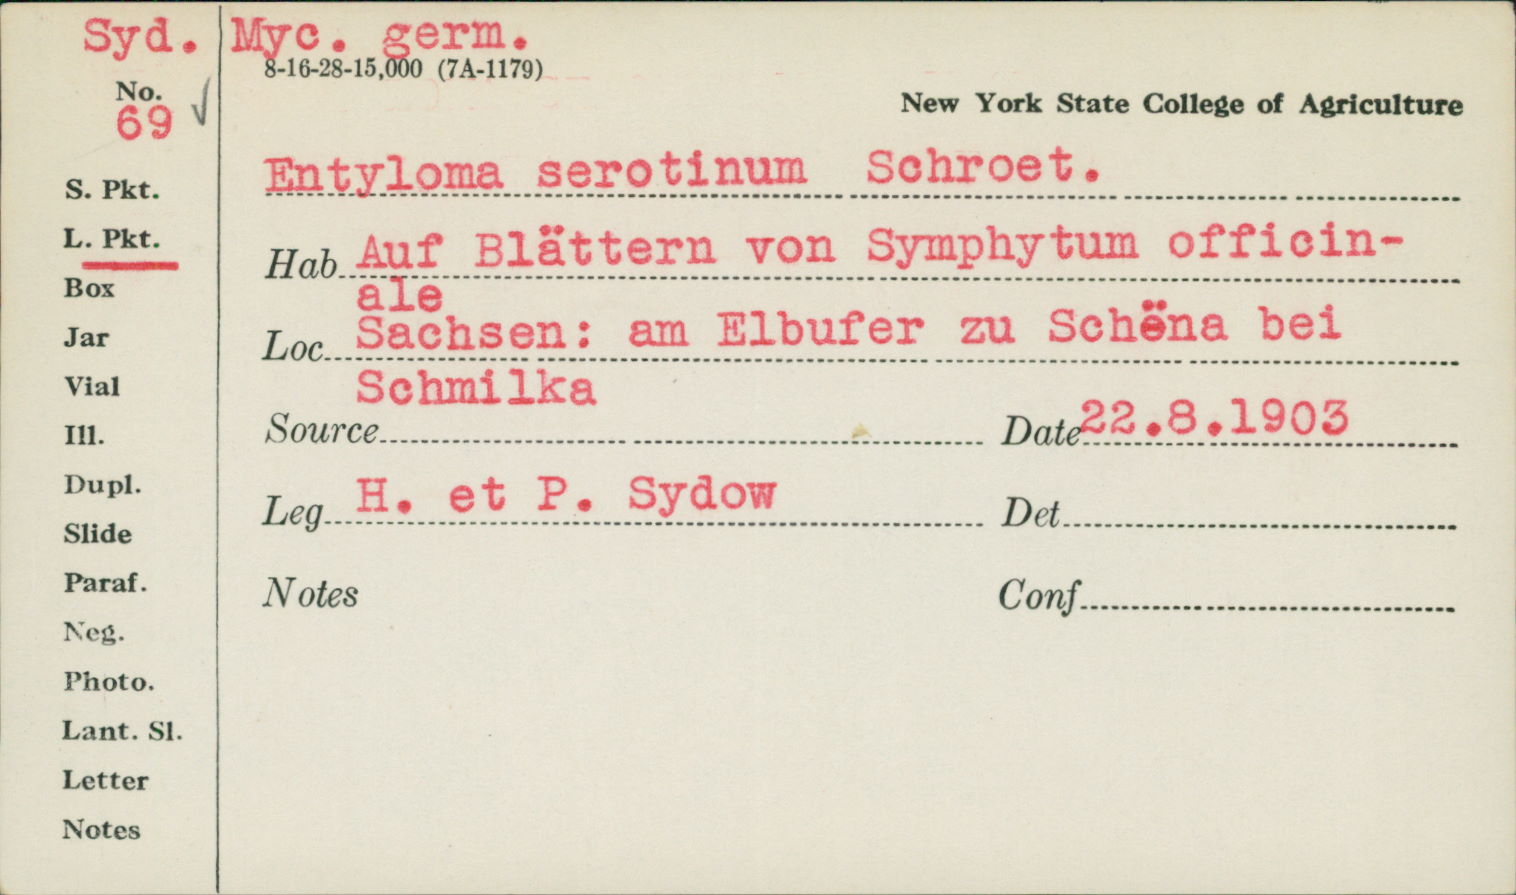 Syd. Myc. germ.
8-16-28-15,000 (7A-1179)
No.
69
New York State College of Agriculture
Entyloma serotinum Schroet.
Hab Auf Blättern von Symphytum officin-
ale
Loc Sachsen: am Elbufer zu Schëna bei
Schmilka
Source Date 22.8.1903
Leg H. et P. Sydow Det
Notes Conf
S. Pkt.
L. Pkt.
Box
Jar
Vial
Ill.
Dupl.
Slide
Paraf.
Neg.
Photo.
Lant. Sl.
Letter
Notes